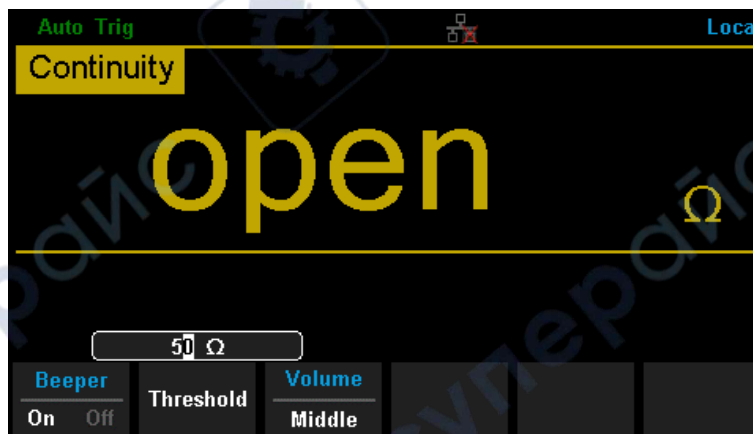 Auto Trig Loca
Continuity
open Ω
50 Ω
Beeper Threshold Volume
On Off Middle